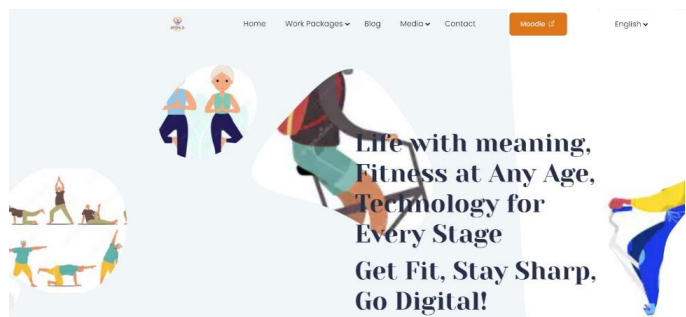 Home Work Packages Blog Media Contact Moodle English
Life with meaning,
Fitness at Any Age,
Technology for
Every Stage
Get Fit, Stay Sharp,
Go Digital!